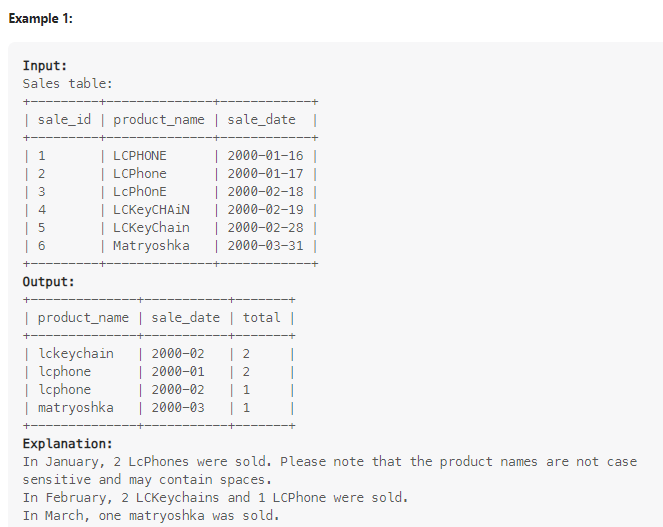 Example 1:
Input:
Sales table:
+---------+--------------+------------+
| sale_id | product_name | sale_date  |
+---------+--------------+------------+
| 1       | LCPHONE      | 2000-01-16 |
| 2       | LCPhone      | 2000-01-17 |
| 3       | LcPhOnE      | 2000-02-18 |
| 4       | LCKeyCHAiN   | 2000-02-19 |
| 5       | LCKeyChain   | 2000-02-28 |
| 6       | Matryoshka   | 2000-03-31 |
+---------+--------------+------------+
Output:
+--------------+-----------+-------+
| product_name | sale_date | total |
+--------------+-----------+-------+
| lckeychain   | 2000-02   | 2     |
| lcphone      | 2000-01   | 2     |
| lcphone      | 2000-02   | 1     |
| matryoshka   | 2000-03   | 1     |
+--------------+-----------+-------+
Explanation:
In January, 2 LcPhones were sold. Please note that the product names are not case
sensitive and may contain spaces.
In February, 2 LCKeychains and 1 LCPhone were sold.
In March, one matryoshka was sold.